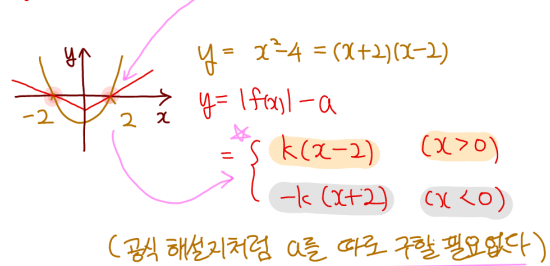 y = x²-4 = (x+2)(x-2)
y
-2 2 x
y = |f(x)| - a
= { k(x-2) (x>0)
-k(x+2) (x<0)
(공식 해설지처럼 a를 따로 구할 필요없다)